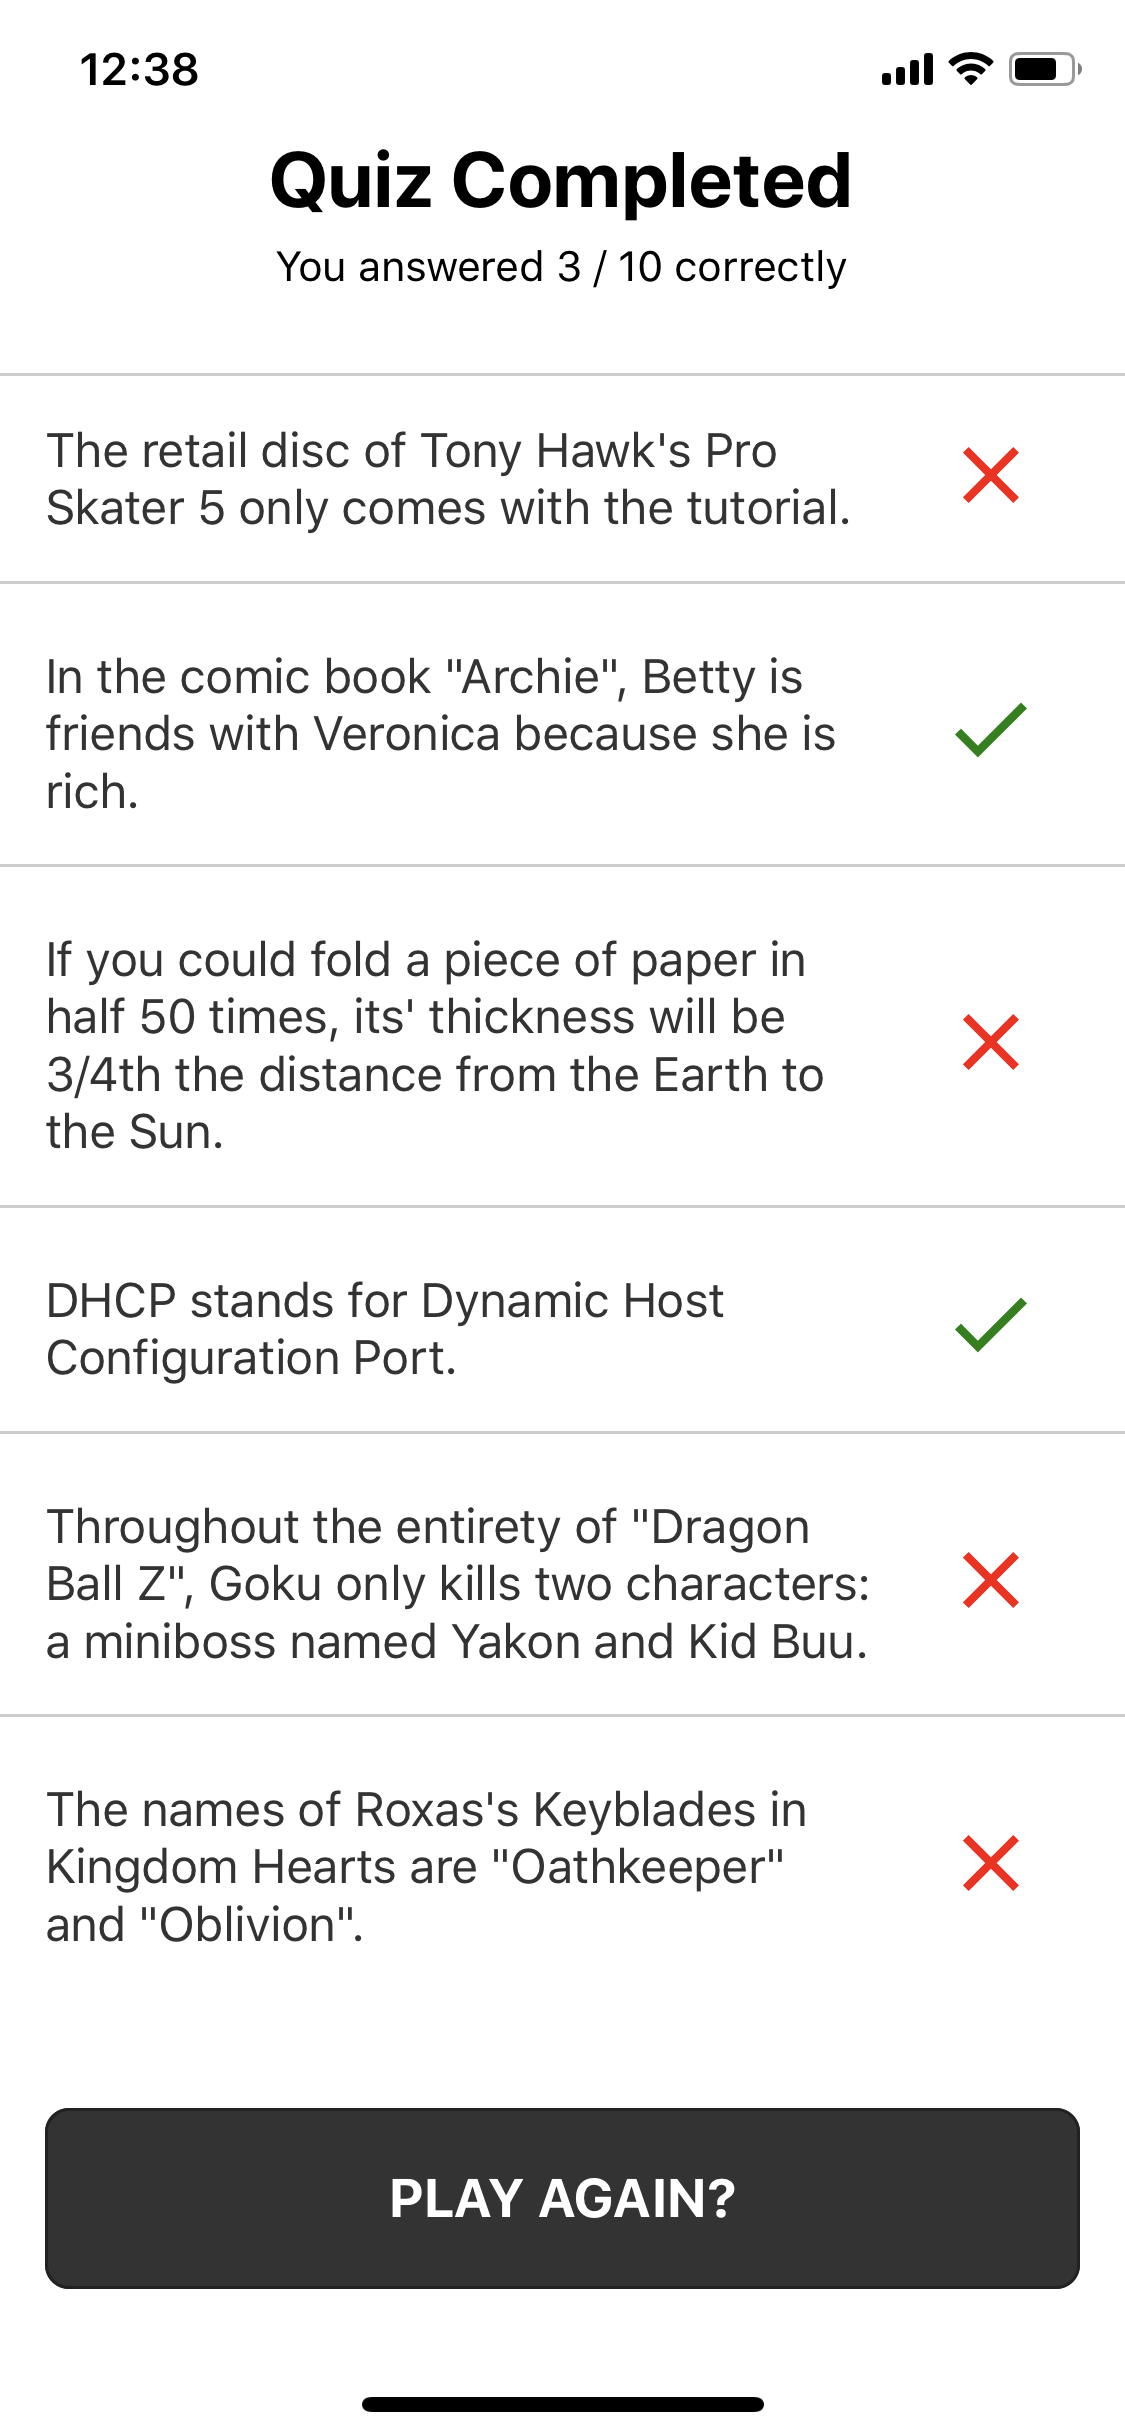 12:38
Quiz Completed
You answered 3 / 10 correctly
The retail disc of Tony Hawk's Pro
Skater 5 only comes with the tutorial.
In the comic book "Archie", Betty is
friends with Veronica because she is
rich.
If you could fold a piece of paper in
half 50 times, its' thickness will be
3/4th the distance from the Earth to
the Sun.
DHCP stands for Dynamic Host
Configuration Port.
Throughout the entirety of "Dragon
Ball Z", Goku only kills two characters:
a miniboss named Yakon and Kid Buu.
The names of Roxas's Keyblades in
Kingdom Hearts are "Oathkeeper"
and "Oblivion".
PLAY AGAIN?